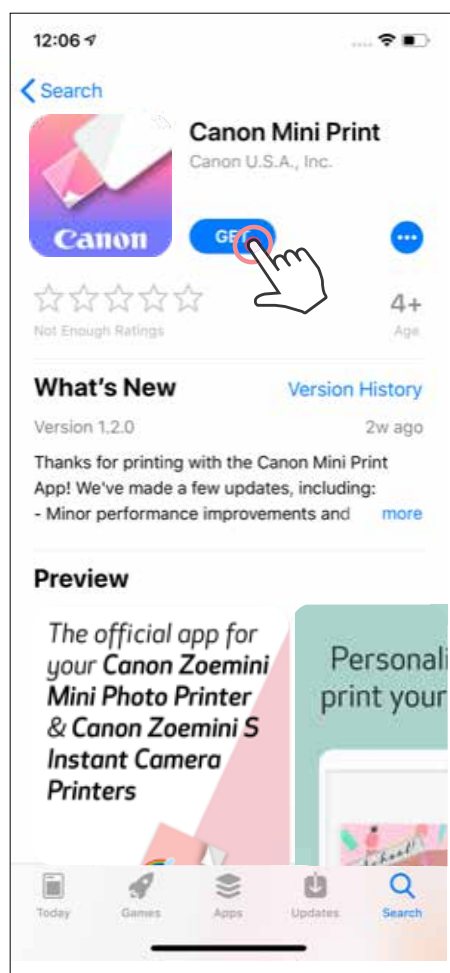 12:06
Search
Canon Mini Print
Canon U.S.A., Inc.
Canon
GET
4+
Not Enough Ratings
Age
What's New
Version History
Version 1.2.0
2w ago
Thanks for printing with the Canon Mini Print
App! We've made a few updates, including:
- Minor performance improvements and more
Preview
The official app for
your Canon Zoemini
Mini Photo Printer
& Canon Zoemini S
Instant Camera
Printers
Personali
print your
school!
Today
Games
Apps
Updates
Search